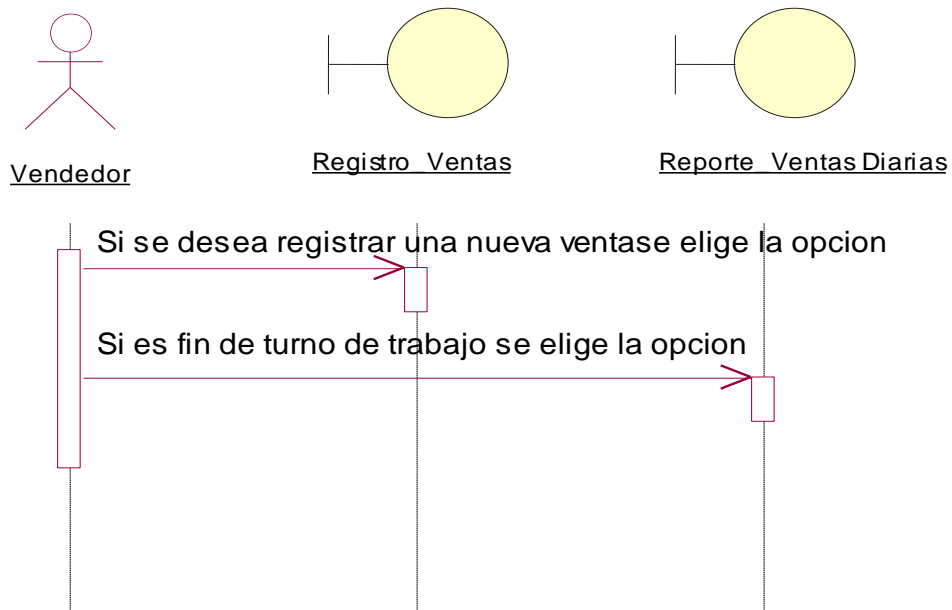 Vendedor
Registro_Ventas
Reporte_Ventas Diarias
Si se desea registrar una nueva ventase elige la opcion
Si es fin de turno de trabajo se elige la opcion